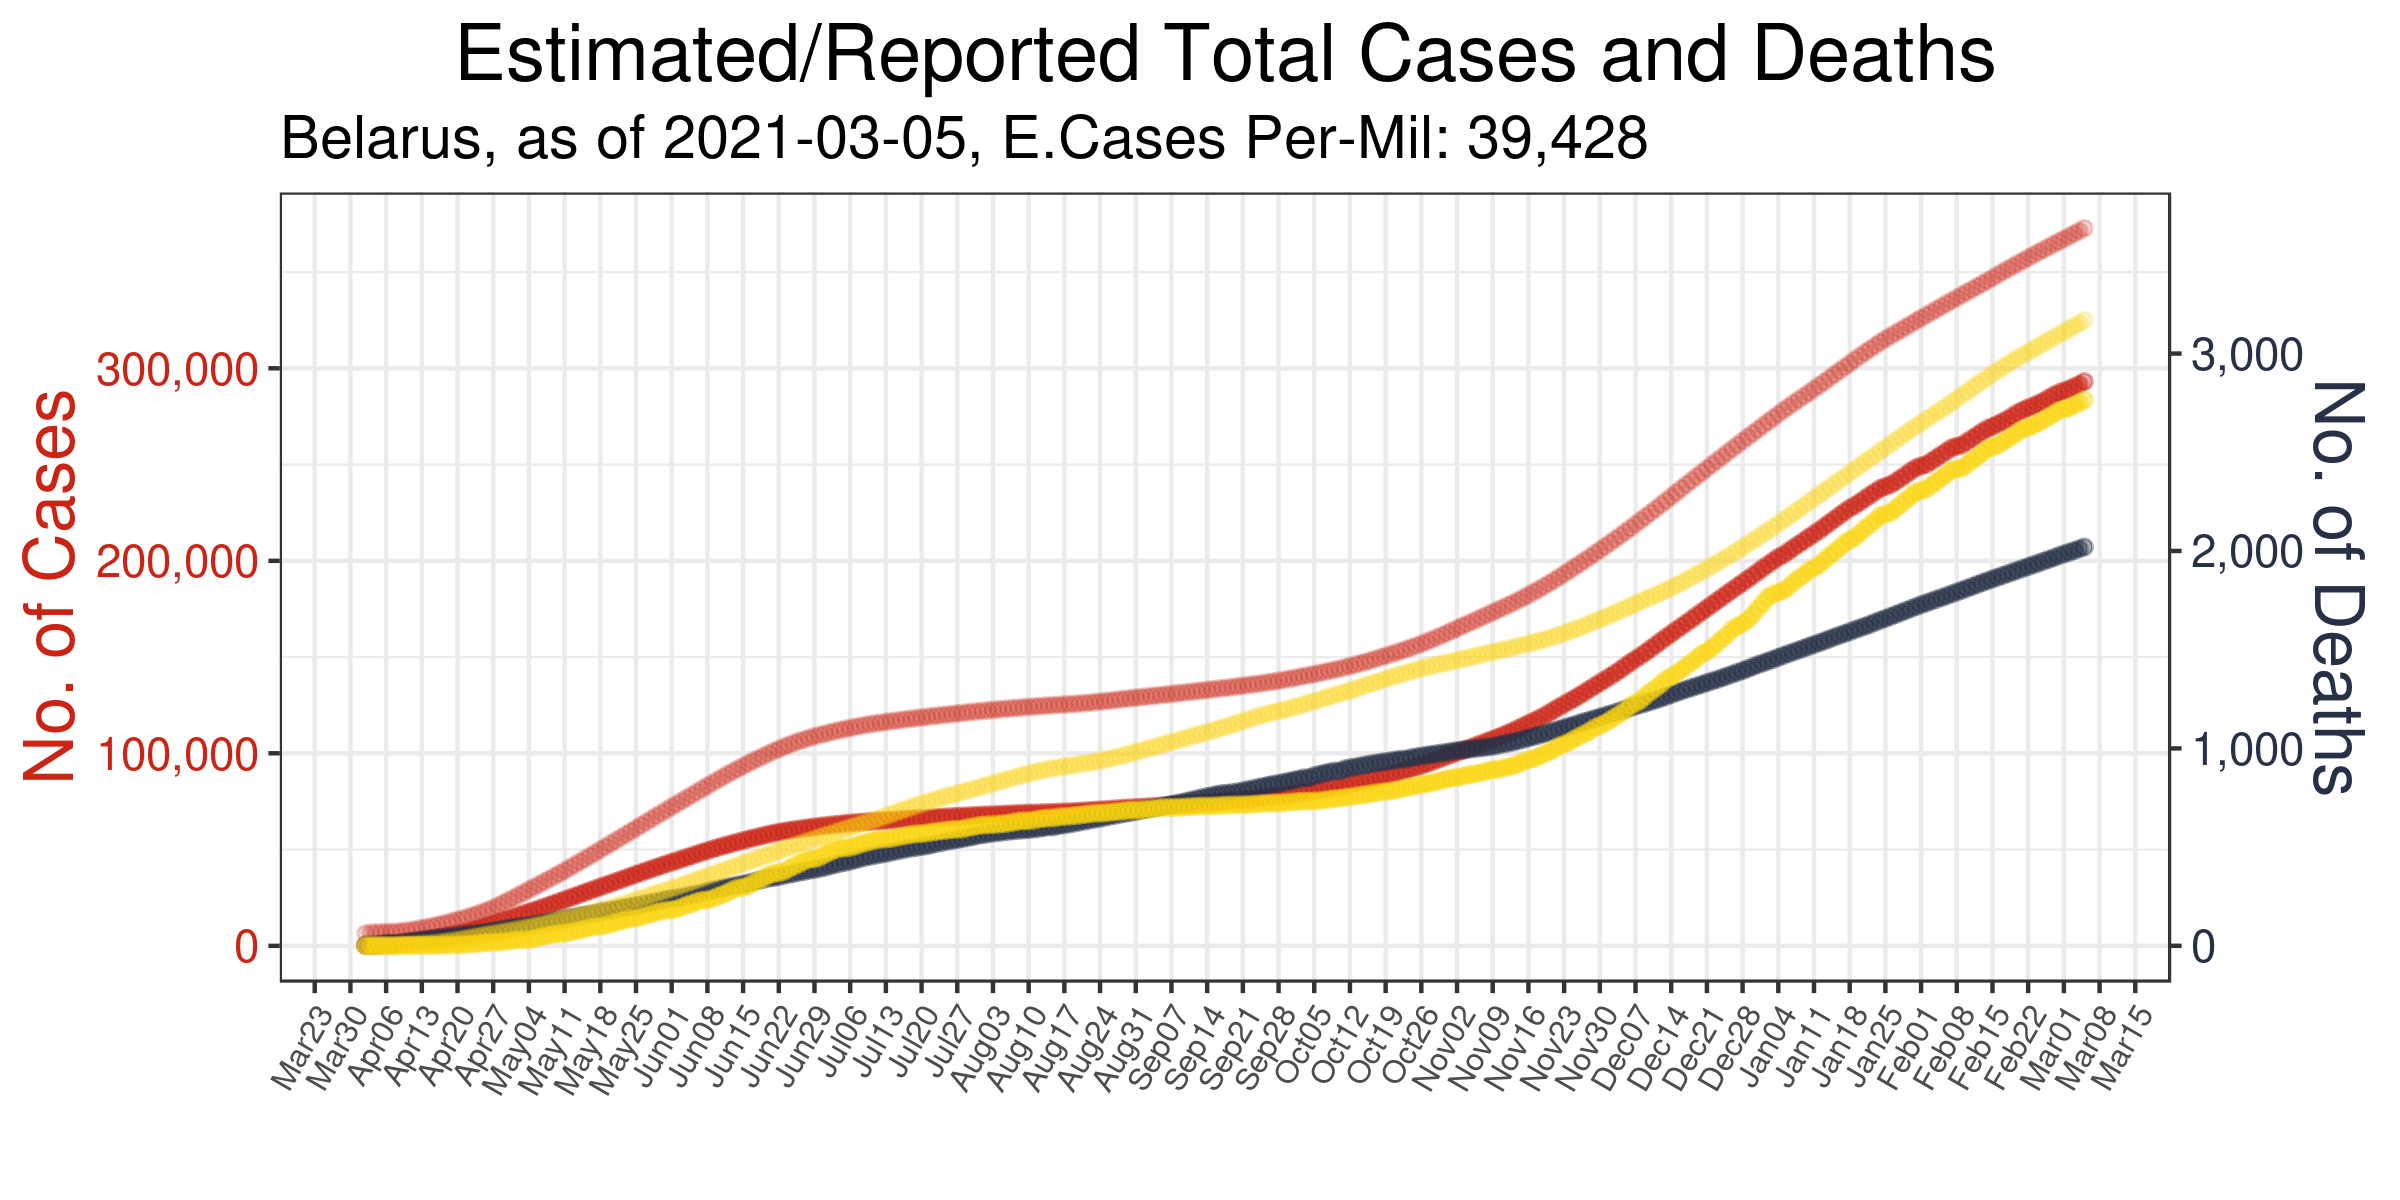 Estimated/Reported Total Cases and Deaths
Belarus, as of 2021-03-05, E.Cases Per-Mil: 39,428
No. of Cases
300,000
200,000
100,000
0
3,000
2,000
1,000
0
No. of Deaths
Mar23
Mar30
Apr06
Apr13
Apr20
Apr27
May04
May11
May18
May25
Jun01
Jun08
Jun15
Jun22
Jun29
Jul06
Jul13
Jul20
Jul27
Aug03
Aug10
Aug17
Aug24
Aug31
Sep07
Sep14
Sep21
Sep28
Oct05
Oct12
Oct19
Oct26
Nov02
Nov09
Nov16
Nov23
Nov30
Dec07
Dec14
Dec21
Dec28
Jan04
Jan11
Jan18
Jan25
Feb01
Feb08
Feb15
Feb22
Mar01
Mar08
Mar15